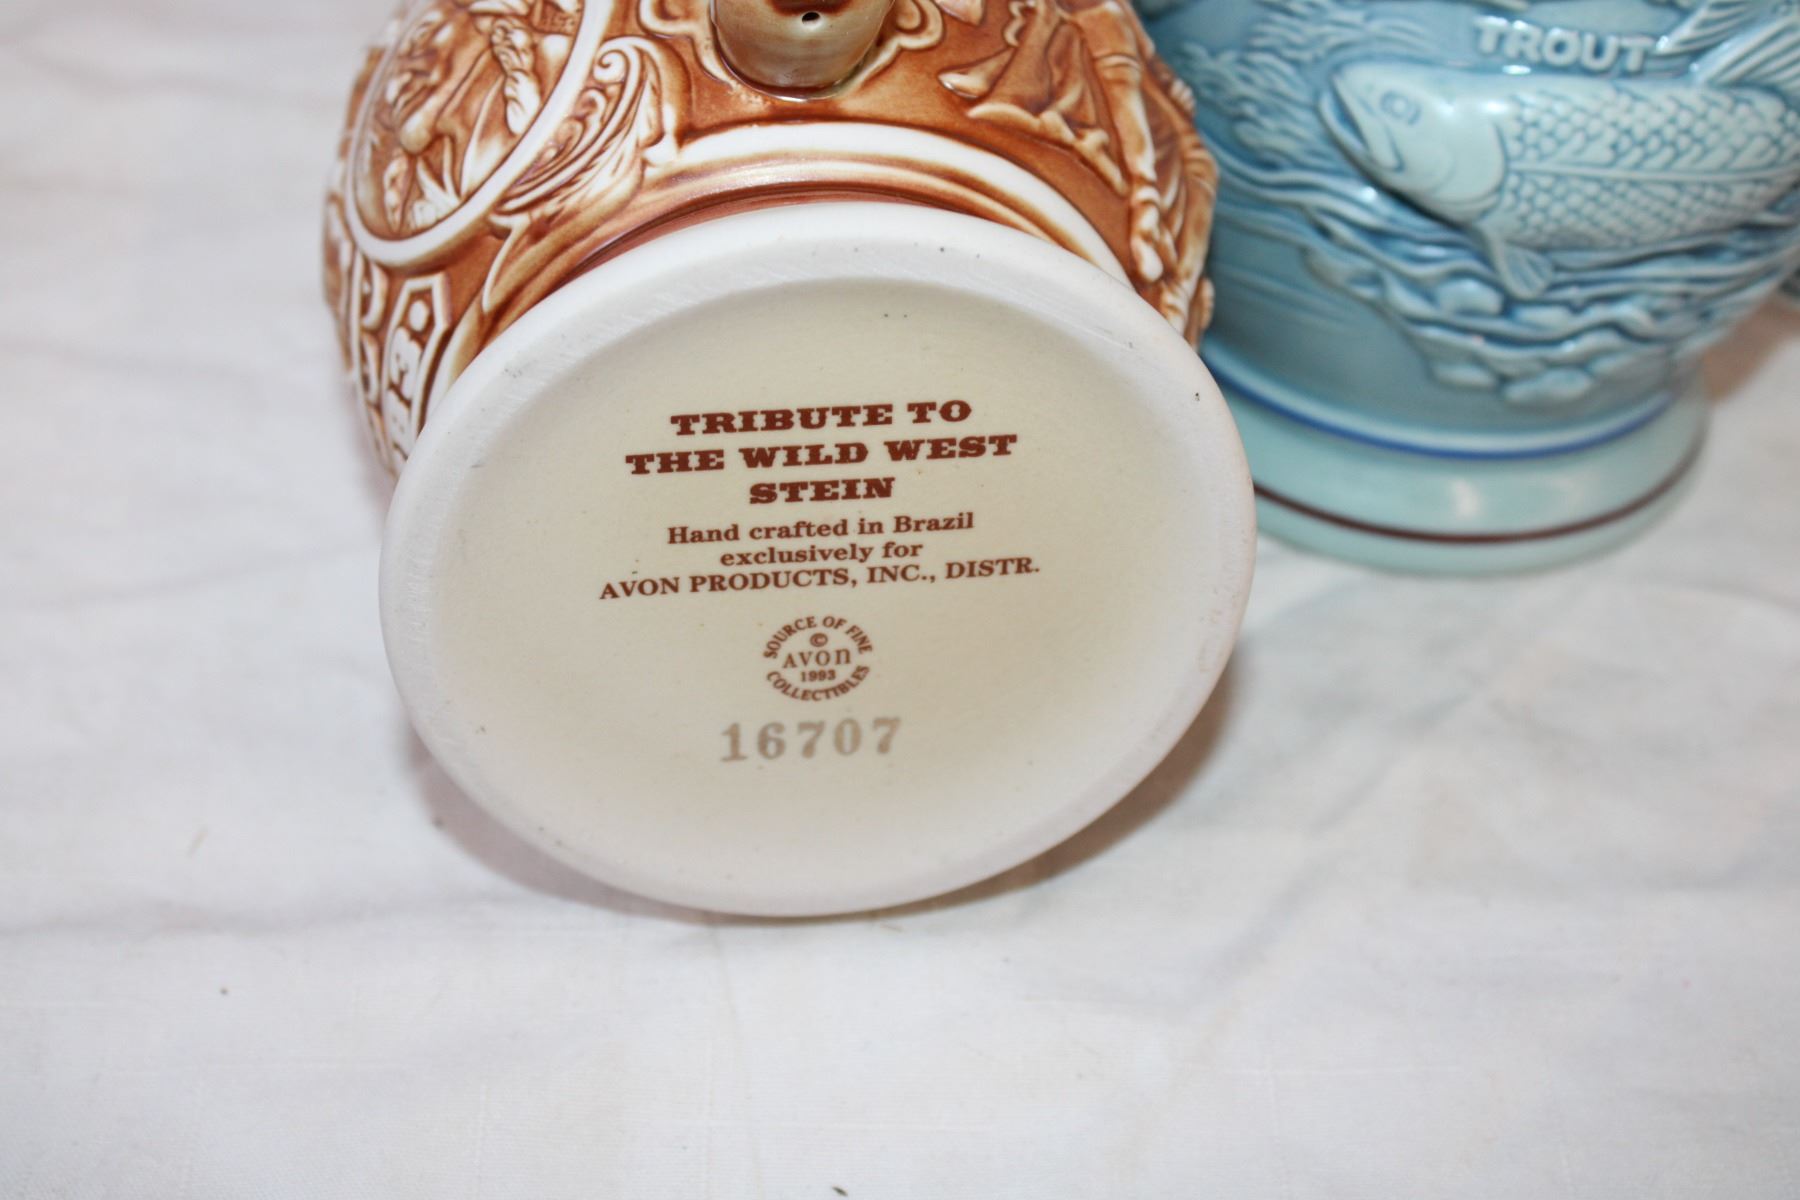 TROUT
TRIBUTE TO
THE WILD WEST
STEIN
Hand crafted in Brazil
exclusively for
AVON PRODUCTS, INC., DISTR.
SOURCE OF FINE
©
AVON
1993
COLLECTIBLES
16707